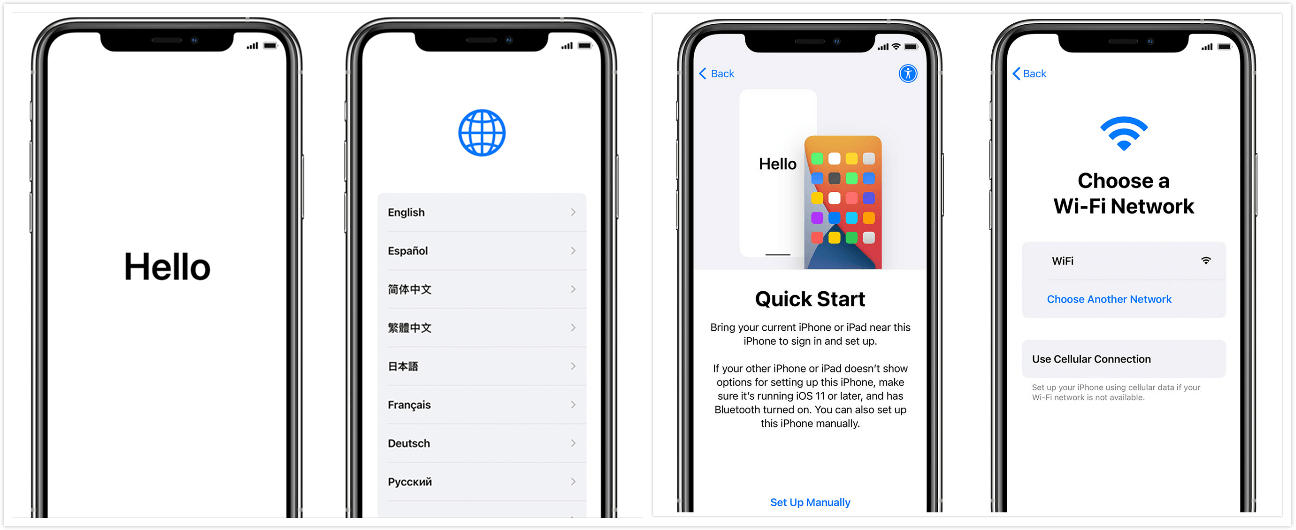 Hello
English
Español
简体中文
繁體中文
日本語
Français
Deutsch
Русский
Back
Hello
Quick Start
Bring your current iPhone or iPad near this
iPhone to sign in and set up.
If your other iPhone or iPad doesn't show
options for setting up this iPhone, make
sure it's running iOS 11 or later, and has
Bluetooth turned on. You can also set up
this iPhone manually.
Set Up Manually
Back
Choose a
Wi-Fi Network
WiFi
Choose Another Network
Use Cellular Connection
Set up your iPhone using cellular data if your
Wi-Fi network is not available.